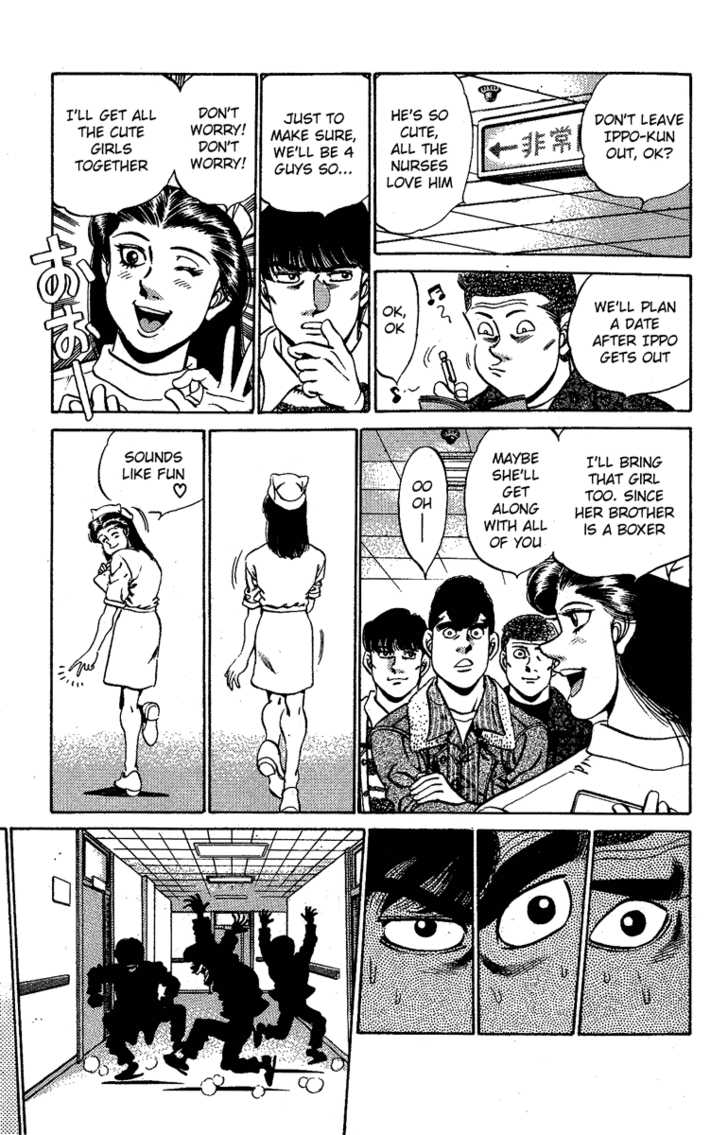 DON'T LEAVE
IPPO-KUN
OUT, OK?
HE'S SO
CUTE,
ALL THE
NURSES
LOVE HIM
←非常
JUST TO
MAKE SURE,
WE'LL BE 4
GUYS SO...
DON'T
WORRY!
DON'T
WORRY!
I'LL GET ALL
THE CUTE
GIRLS
TOGETHER
おおー
WE'LL PLAN
A DATE
AFTER IPPO
GETS OUT
OK,
OK
I'LL BRING
THAT GIRL
TOO. SINCE
HER BROTHER
IS A BOXER
MAYBE
SHE'LL
GET
ALONG
WITH ALL
OF YOU
OO
OH
—
SOUNDS
LIKE FUN
♡